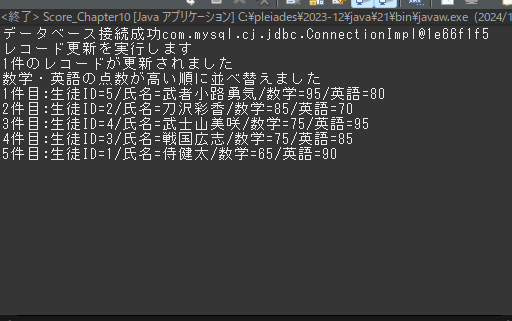 <終了> Score_Chapter10 [Java アプリケーション] C:¥pleiades¥2023-12¥java¥21¥bin¥javaw.exe (2024/1
データベース接続成功com.mysql.cj.jdbc.ConnectionImpl@1e66f1f5
レコード更新を実行します
1件のレコードが更新されました
数学・英語の点数が高い順に並べ替えました
1件目:生徒ID=5/氏名=武者小路勇気/数学=95/英語=80
2件目:生徒ID=2/氏名=刀沢彩香/数学=85/英語=70
3件目:生徒ID=4/氏名=武士山美咲/数学=75/英語=95
4件目:生徒ID=3/氏名=戦国広志/数学=75/英語=85
5件目:生徒ID=1/氏名=侍健太/数学=65/英語=90